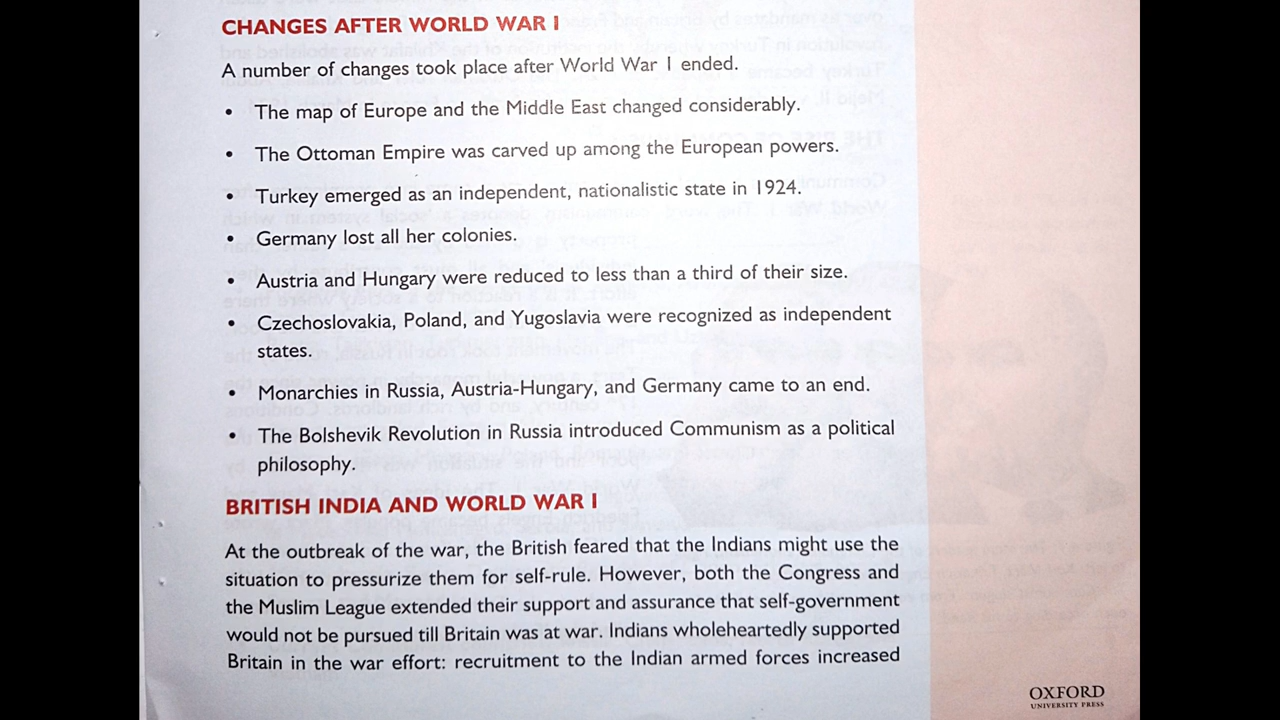 CHANGES AFTER WORLD WAR I
A number of changes took place after World War I ended.
• The map of Europe and the Middle East changed considerably.
• The Ottoman Empire was carved up among the European powers.
• Turkey emerged as an independent, nationalistic state in 1924.
• Germany lost all her colonies.
• Austria and Hungary were reduced to less than a third of their size.
• Czechoslovakia, Poland, and Yugoslavia were recognized as independent
states.
• Monarchies in Russia, Austria-Hungary, and Germany came to an end.
• The Bolshevik Revolution in Russia introduced Communism as a political
philosophy.
BRITISH INDIA AND WORLD WAR I
At the outbreak of the war, the British feared that the Indians might use the
situation to pressurize them for self-rule. However, both the Congress and
the Muslim League extended their support and assurance that self-government
would not be pursued till Britain was at war. Indians wholeheartedly supported
Britain in the war effort: recruitment to the Indian armed forces increased
OXFORD
UNIVERSITY PRESS